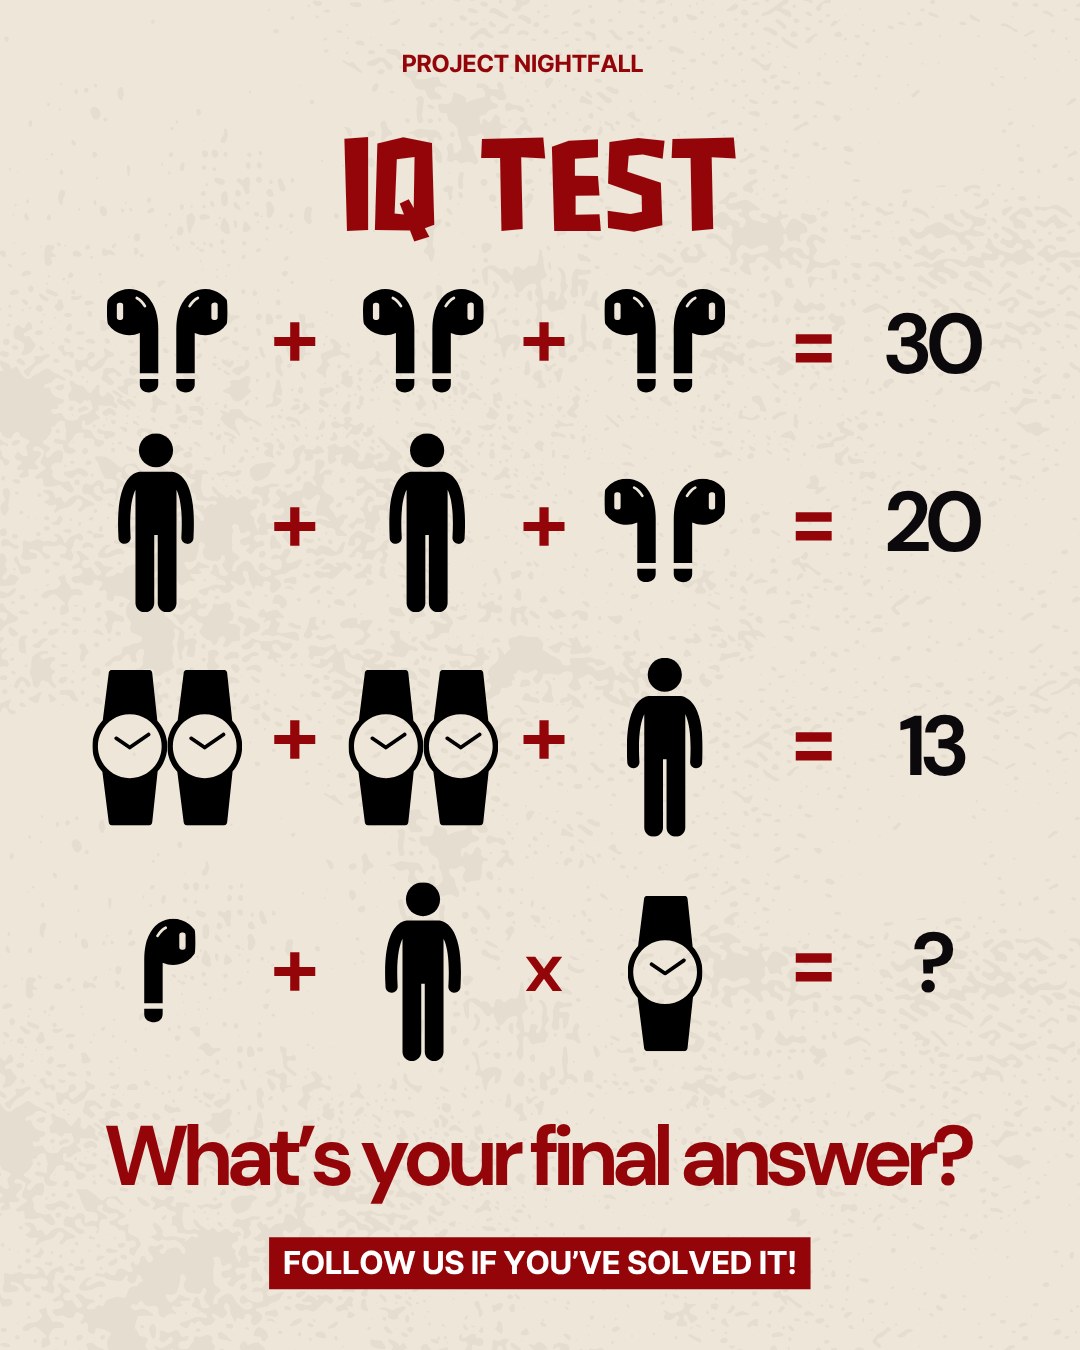 PROJECT NIGHTFALL
IQ TEST
+ + = 30
+ + = 20
+ + = 13
+ x = ?
What's your final answer?
FOLLOW US IF YOU'VE SOLVED IT!